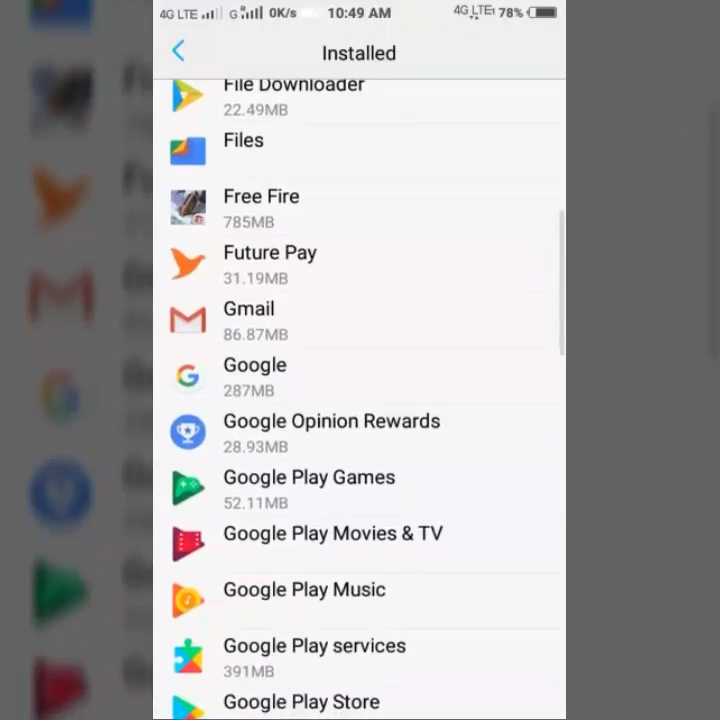 4G LTE G R 0K/s 10:49 AM 4G LTE 78%
Installed
File Downloader
22.49MB
Files
Free Fire
785MB
Future Pay
31.19MB
Gmail
86.87MB
Google
287MB
Google Opinion Rewards
28.93MB
Google Play Games
52.11MB
Google Play Movies & TV
Google Play Music
Google Play services
391MB
Google Play Store